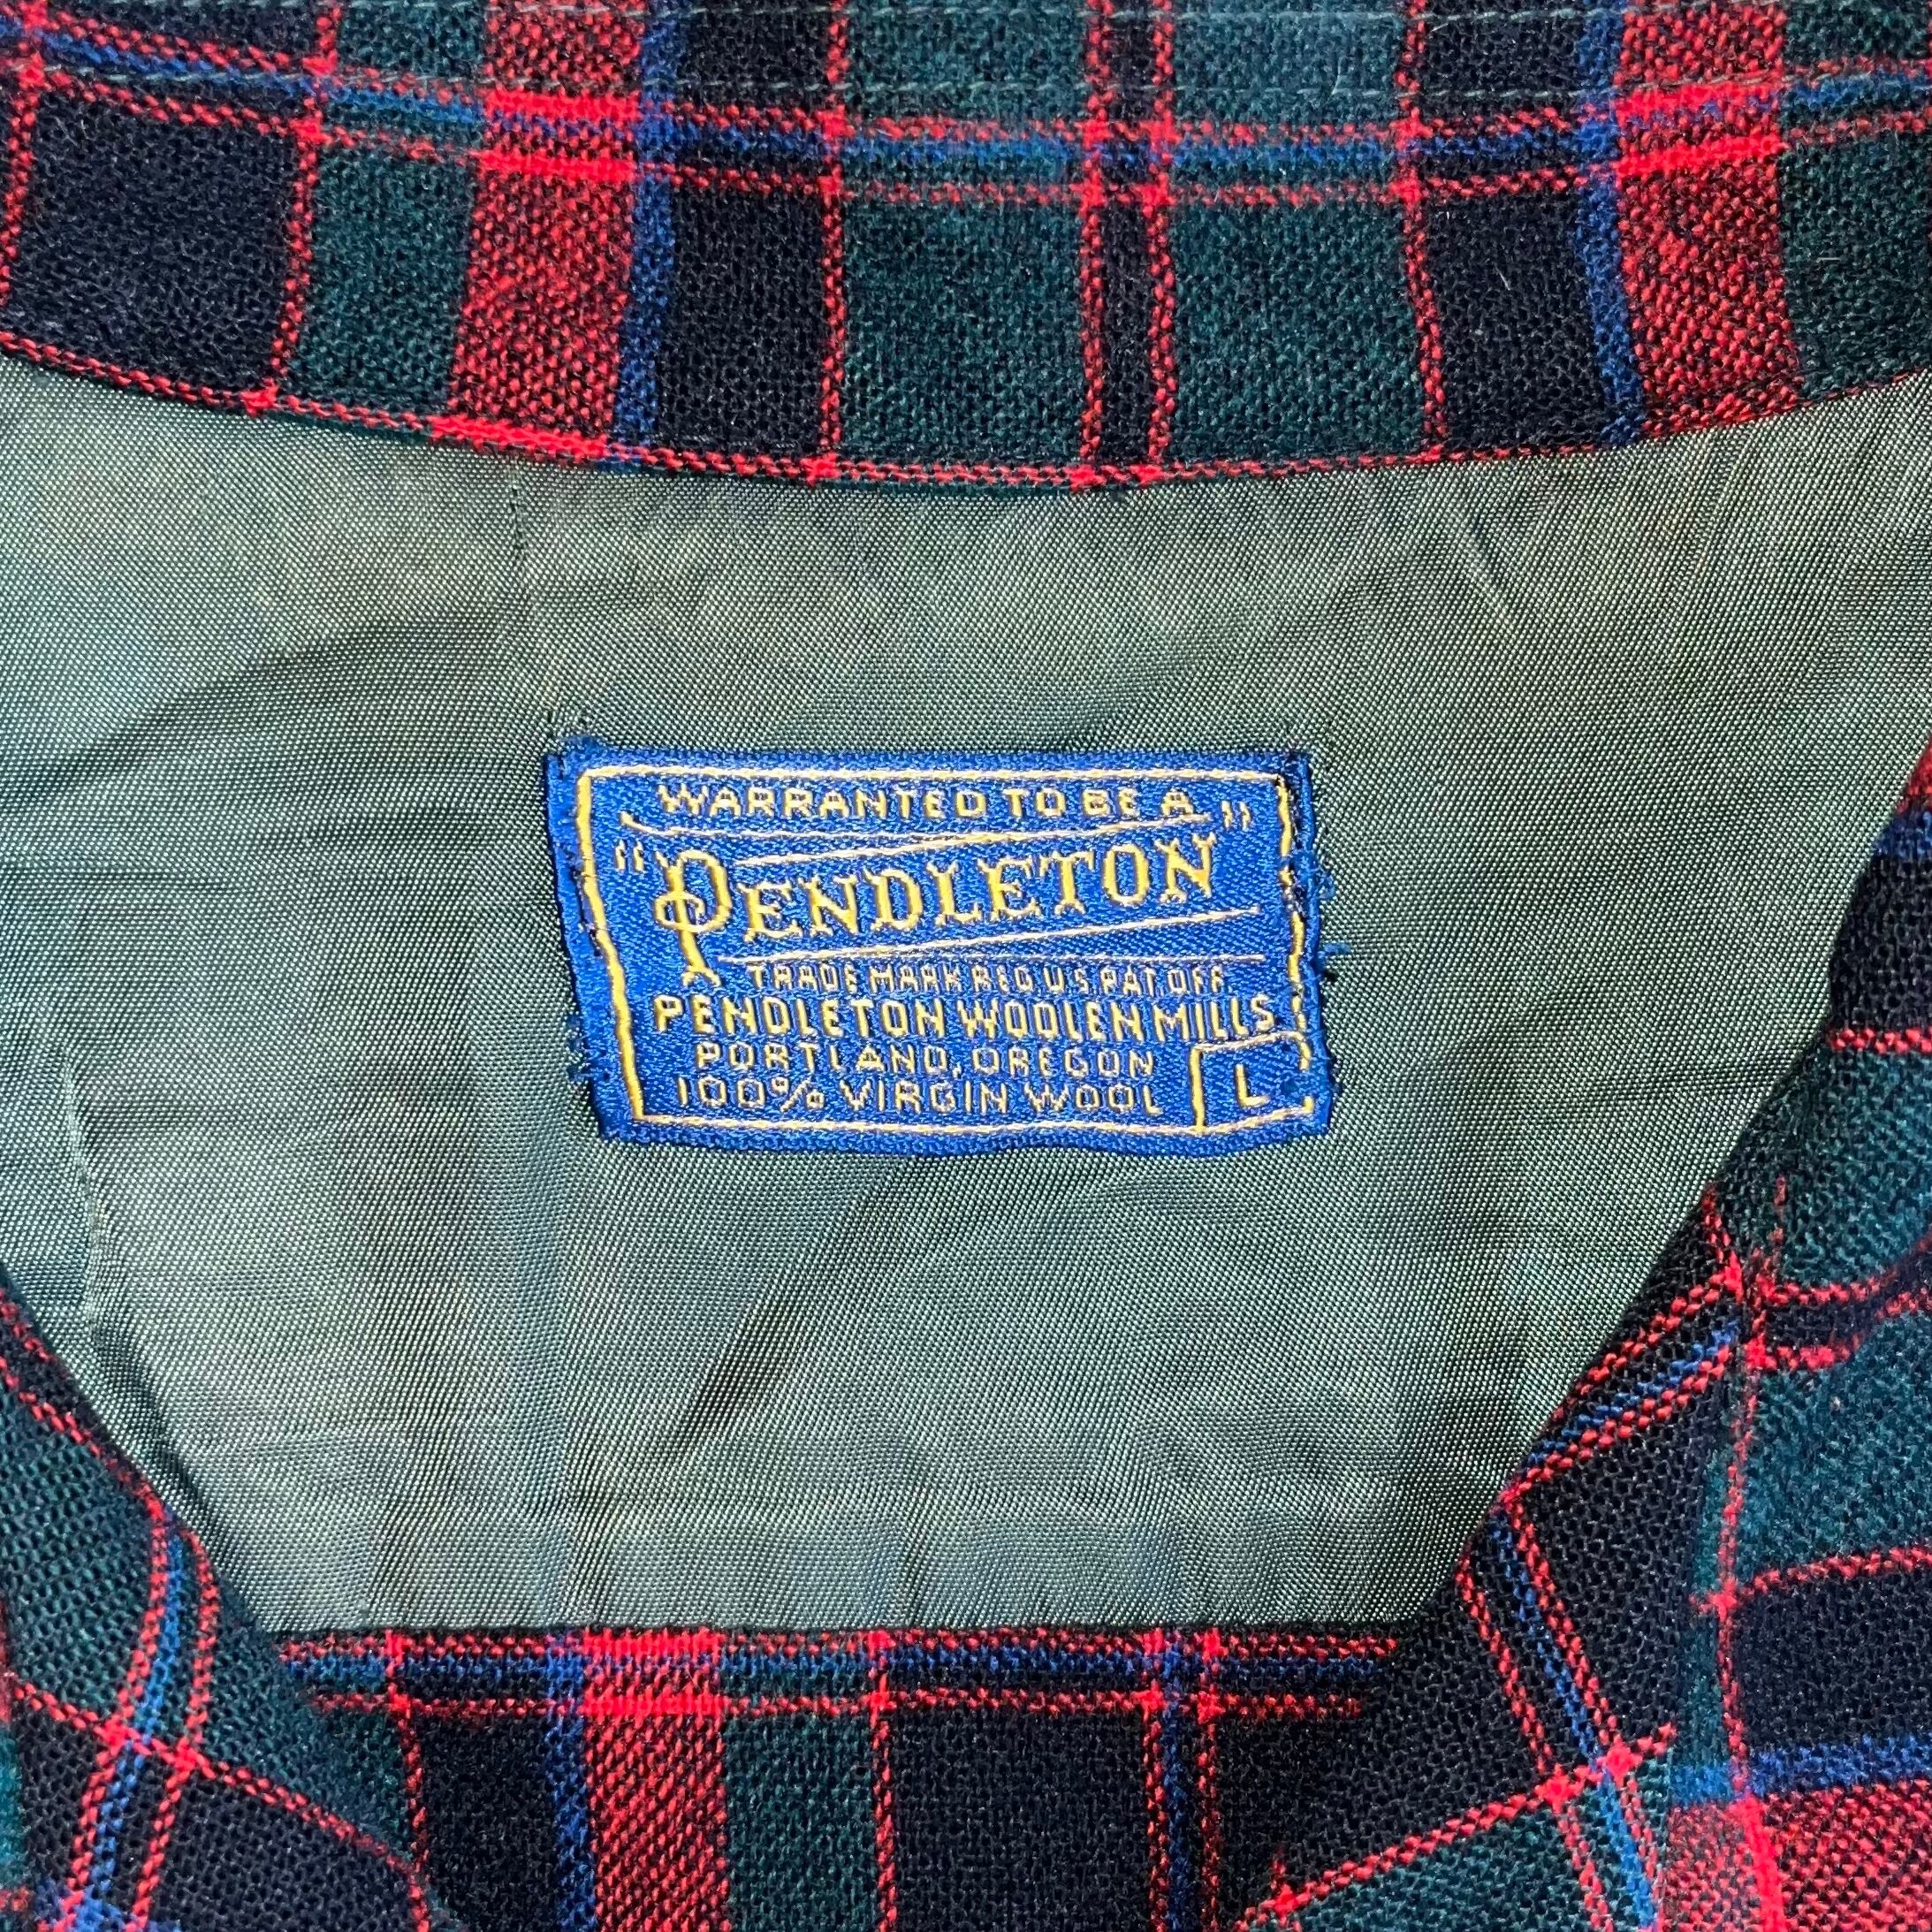 WARRANTED TO BE A
"PENDLETON"
TRADE MARK REG.U.S.PAT.OFF.
PENDLETON WOOLEN MILLS
PORTLAND, OREGON
100% VIRGIN WOOL
L